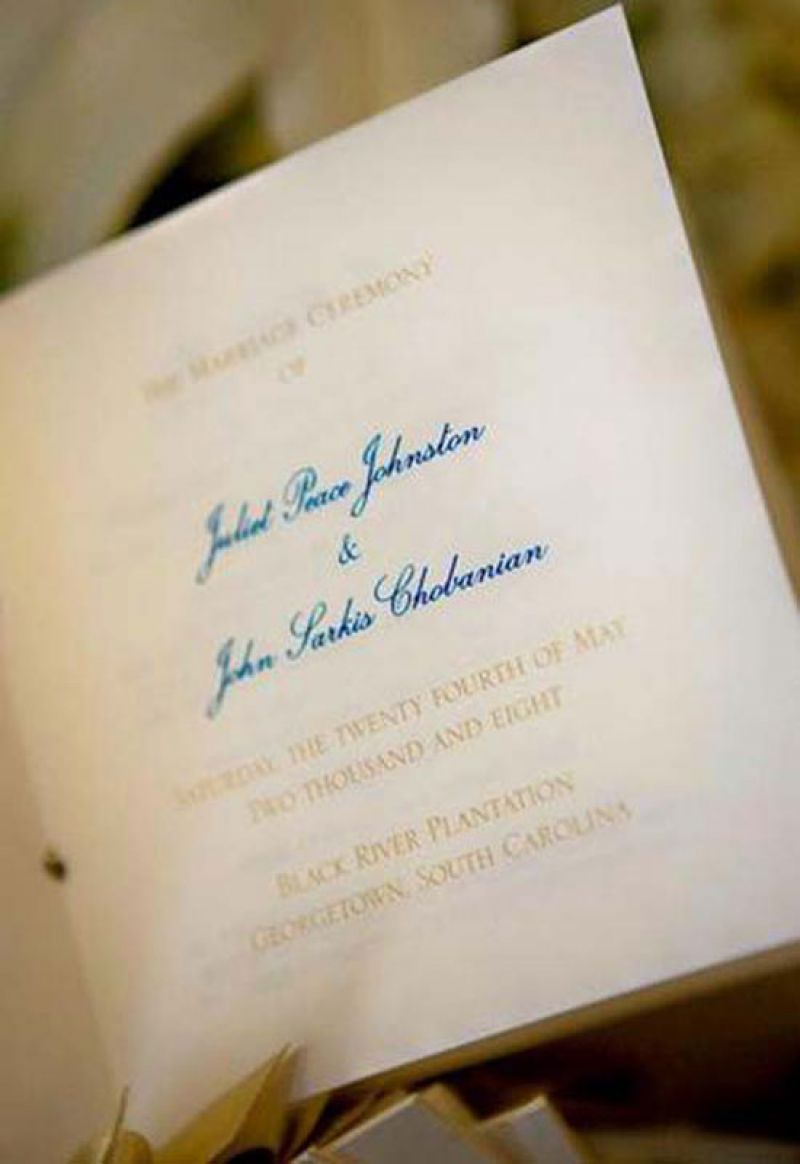 THE MARRIAGE CEREMONY
OF
Juliet Peace Johnston
&
John Sarkis Chobanian
SATURDAY, THE TWENTY FOURTH OF MAY
TWO THOUSAND AND EIGHT
BLACK RIVER PLANTATION
GEORGETOWN, SOUTH CAROLINA